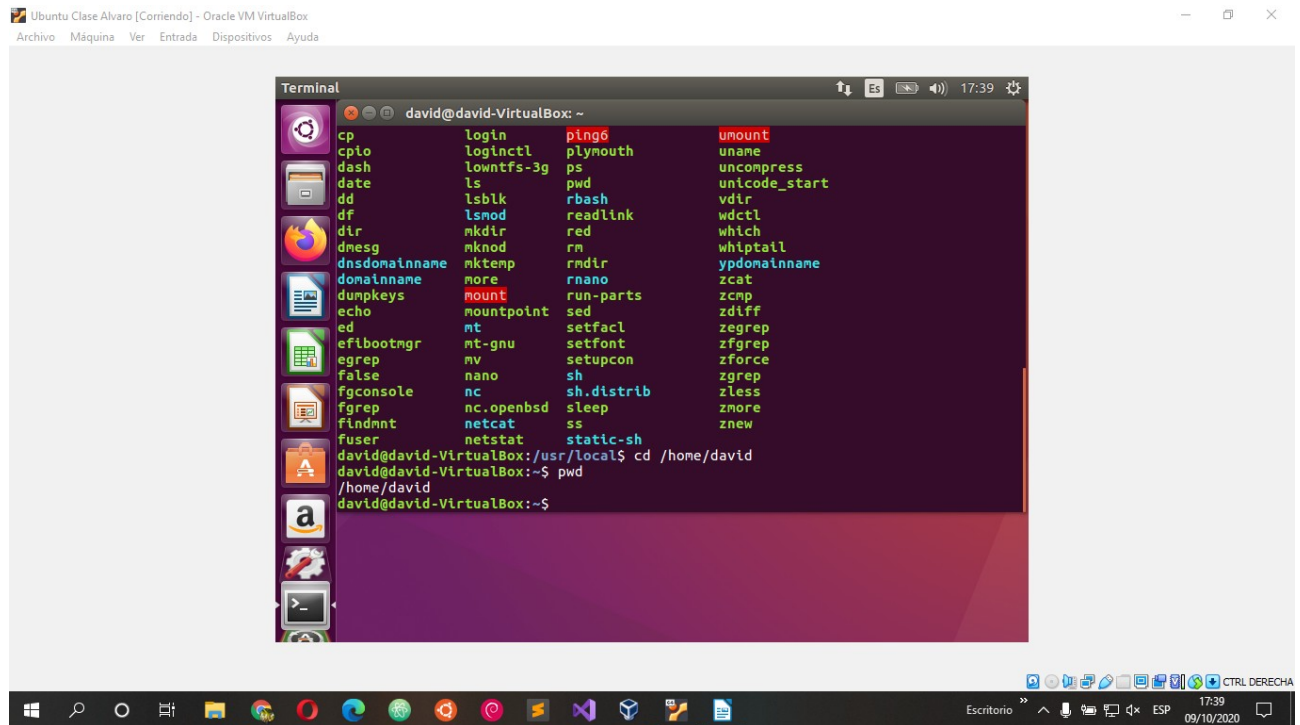 Ubuntu Clase Alvaro [Corriendo] - Oracle VM VirtualBox
Archivo Máquina Ver Entrada Dispositivos Ayuda
Terminal Es 17:39
david@david-VirtualBox: ~
cp login ping6 umount
cpio loginctl plymouth uname
dash lowntfs-3g ps uncompress
date ls pwd unicode_start
dd lsblk rbash vdir
df lsmod readlink wdctl
dir mkdir red which
dmesg mknod rm whiptail
dnsdomainname mktemp rmdir ypdomainname
domainname more rnano zcat
dumpkeys mount run-parts zcmp
echo mountpoint sed zdiff
ed mt setfacl zegrep
efibootmgr mt-gnu setfont zfgrep
egrep mv setupcon zforce
false nano sh zgrep
fgconsole nc sh.distrib zless
fgrep nc.openbsd sleep zmore
findmnt netcat ss znew
fuser netstat static-sh
david@david-VirtualBox:/usr/local$ cd /home/david
david@david-VirtualBox:~$ pwd
/home/david
david@david-VirtualBox:~$
CTRL DERECHA
Escritorio ESP 17:39
09/10/2020